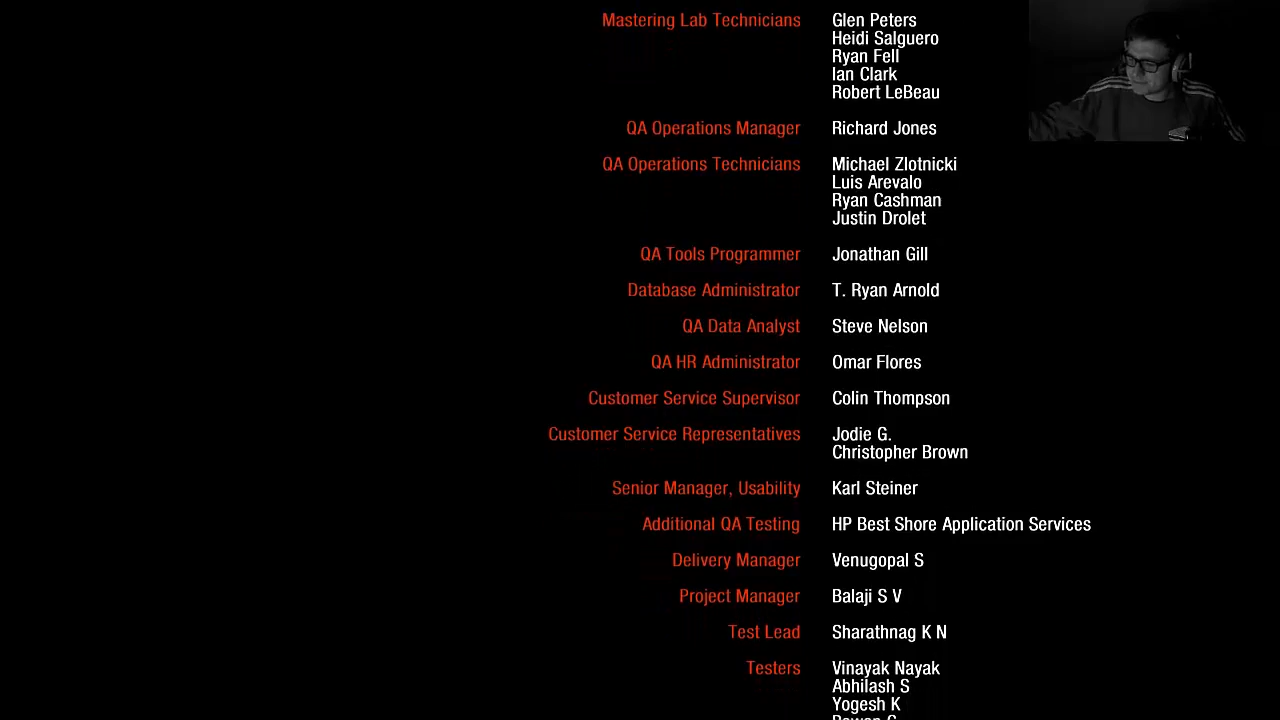 Mastering Lab Technicians Glen Peters
Heidi Salguero
Ryan Fell
Ian Clark
Robert LeBeau
QA Operations Manager Richard Jones
QA Operations Technicians Michael Zlotnicki
Luis Arevalo
Ryan Cashman
Justin Drolet
QA Tools Programmer Jonathan Gill
Database Administrator T. Ryan Arnold
QA Data Analyst Steve Nelson
QA HR Administrator Omar Flores
Customer Service Supervisor Colin Thompson
Customer Service Representatives Jodie G.
Christopher Brown
Senior Manager, Usability Karl Steiner
Additional QA Testing HP Best Shore Application Services
Delivery Manager Venugopal S
Project Manager Balaji S V
Test Lead Sharathnag K N
Testers Vinayak Nayak
Abhilash S
Yogesh K